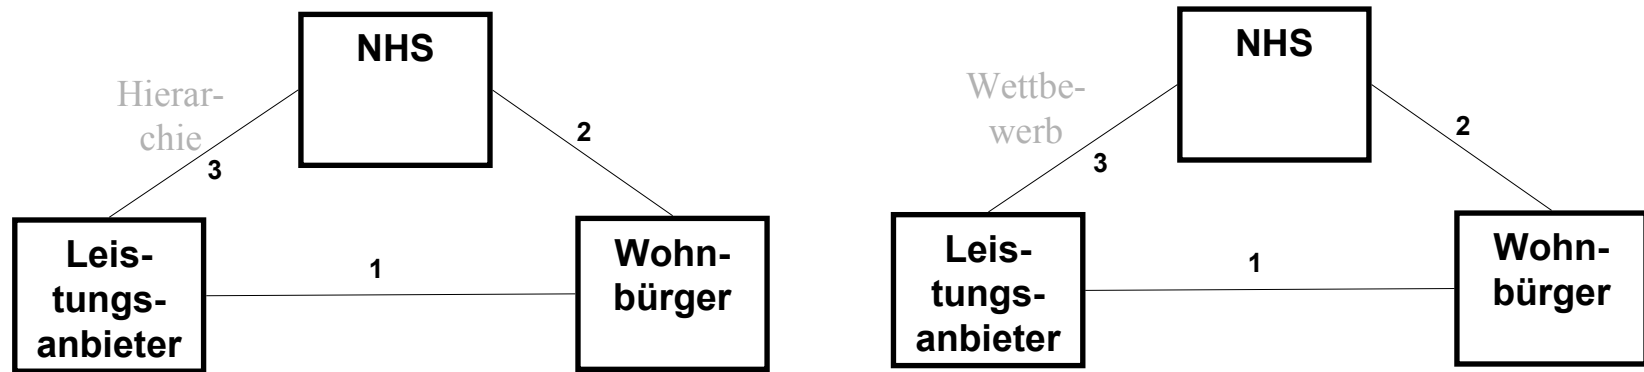 NHS
Hierar-
chie
3
2
Leis-
tungs-
anbieter
1
Wohn-
bürger
NHS
Wettbe-
werb
3
2
Leis-
tungs-
anbieter
1
Wohn-
bürger